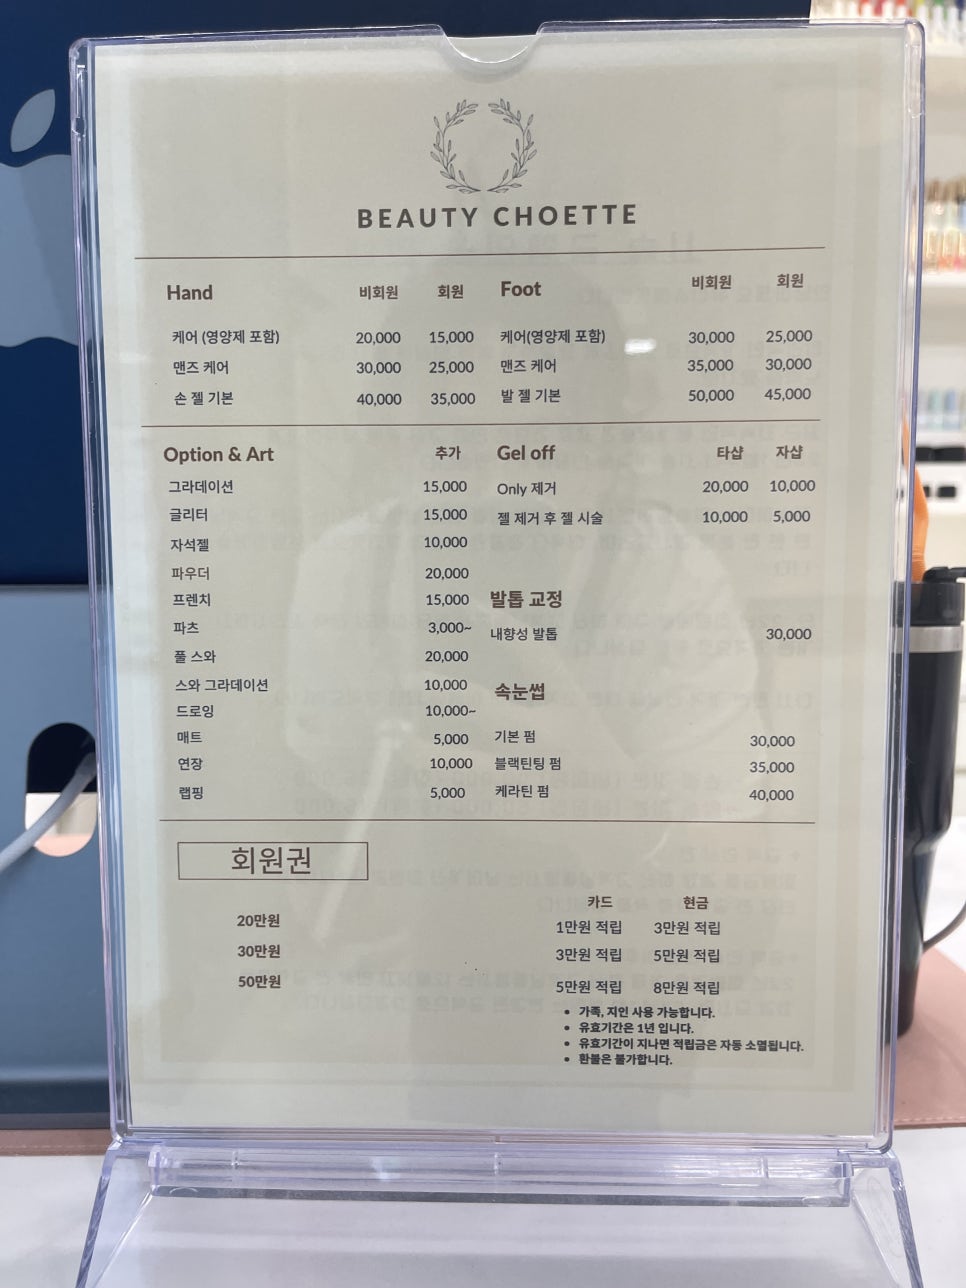 BEAUTY CHOETTE
Hand 비회원 회원
케어 (영양제 포함) 20,000 15,000
맨즈 케어 30,000 25,000
손 젤 기본 40,000 35,000
Foot 비회원 회원
케어(영양제 포함) 30,000 25,000
맨즈 케어 35,000 30,000
발 젤 기본 50,000 45,000
Option & Art 추가
그라데이션 15,000
글리터 15,000
자석젤 10,000
파우더 20,000
프렌치 15,000
파츠 3,000~
풀 스와 20,000
스와 그라데이션 10,000
드로잉 10,000~
매트 5,000
연장 10,000
랩핑 5,000
Gel off 타샵 자샵
Only 제거 20,000 10,000
젤 제거 후 젤 시술 10,000 5,000
발톱 교정
내향성 발톱 30,000
속눈썹
기본 펌 30,000
블랙틴팅 펌 35,000
케라틴 펌 40,000
회원권
카드 현금
20만원 1만원 적립 3만원 적립
30만원 3만원 적립 5만원 적립
50만원 5만원 적립 8만원 적립
• 가족, 지인 사용 가능합니다.
• 유효기간은 1년 입니다.
• 유효기간이 지나면 적립금은 자동 소멸됩니다.
• 환불은 불가합니다.